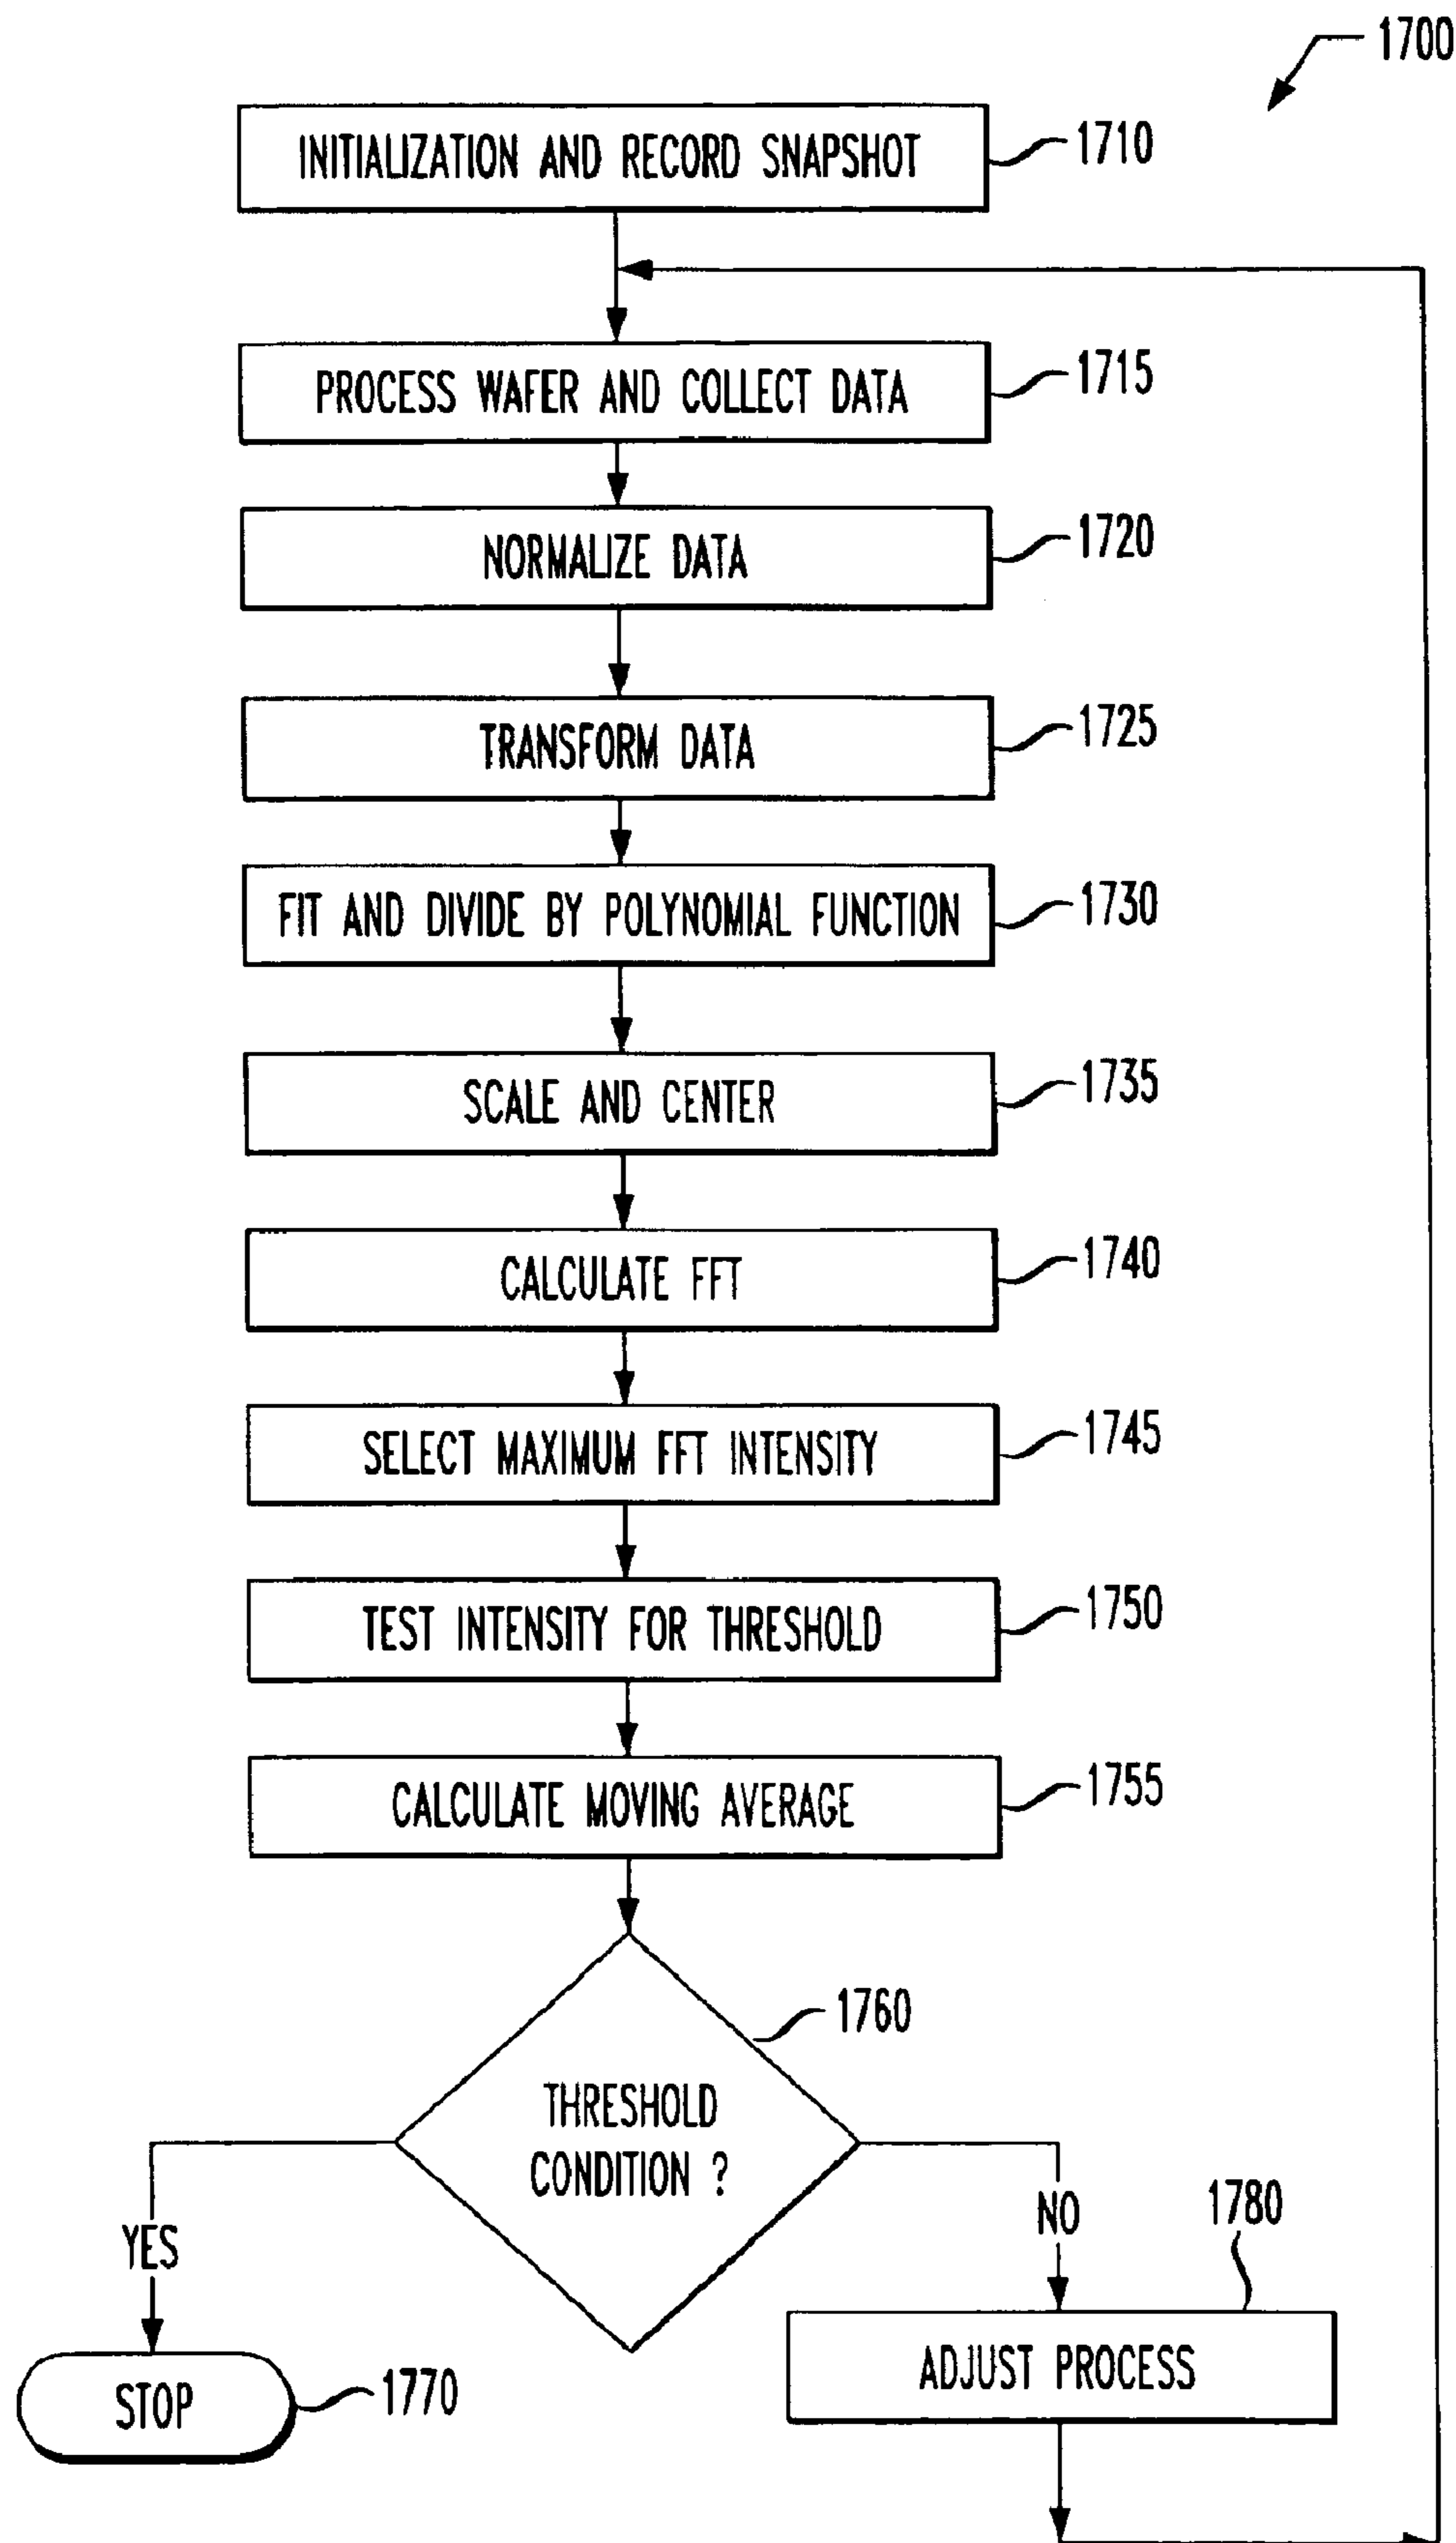 1700
INITIALIZATION AND RECORD SNAPSHOT
1710
PROCESS WAFER AND COLLECT DATA
1715
NORMALIZE DATA
1720
TRANSFORM DATA
1725
FIT AND DIVIDE BY POLYNOMIAL FUNCTION
1730
SCALE AND CENTER
1735
CALCULATE FFT
1740
SELECT MAXIMUM FFT INTENSITY
1745
TEST INTENSITY FOR THRESHOLD
1750
CALCULATE MOVING AVERAGE
1755
1760
THRESHOLD
CONDITION ?
YES
NO
1780
STOP
1770
ADJUST PROCESS